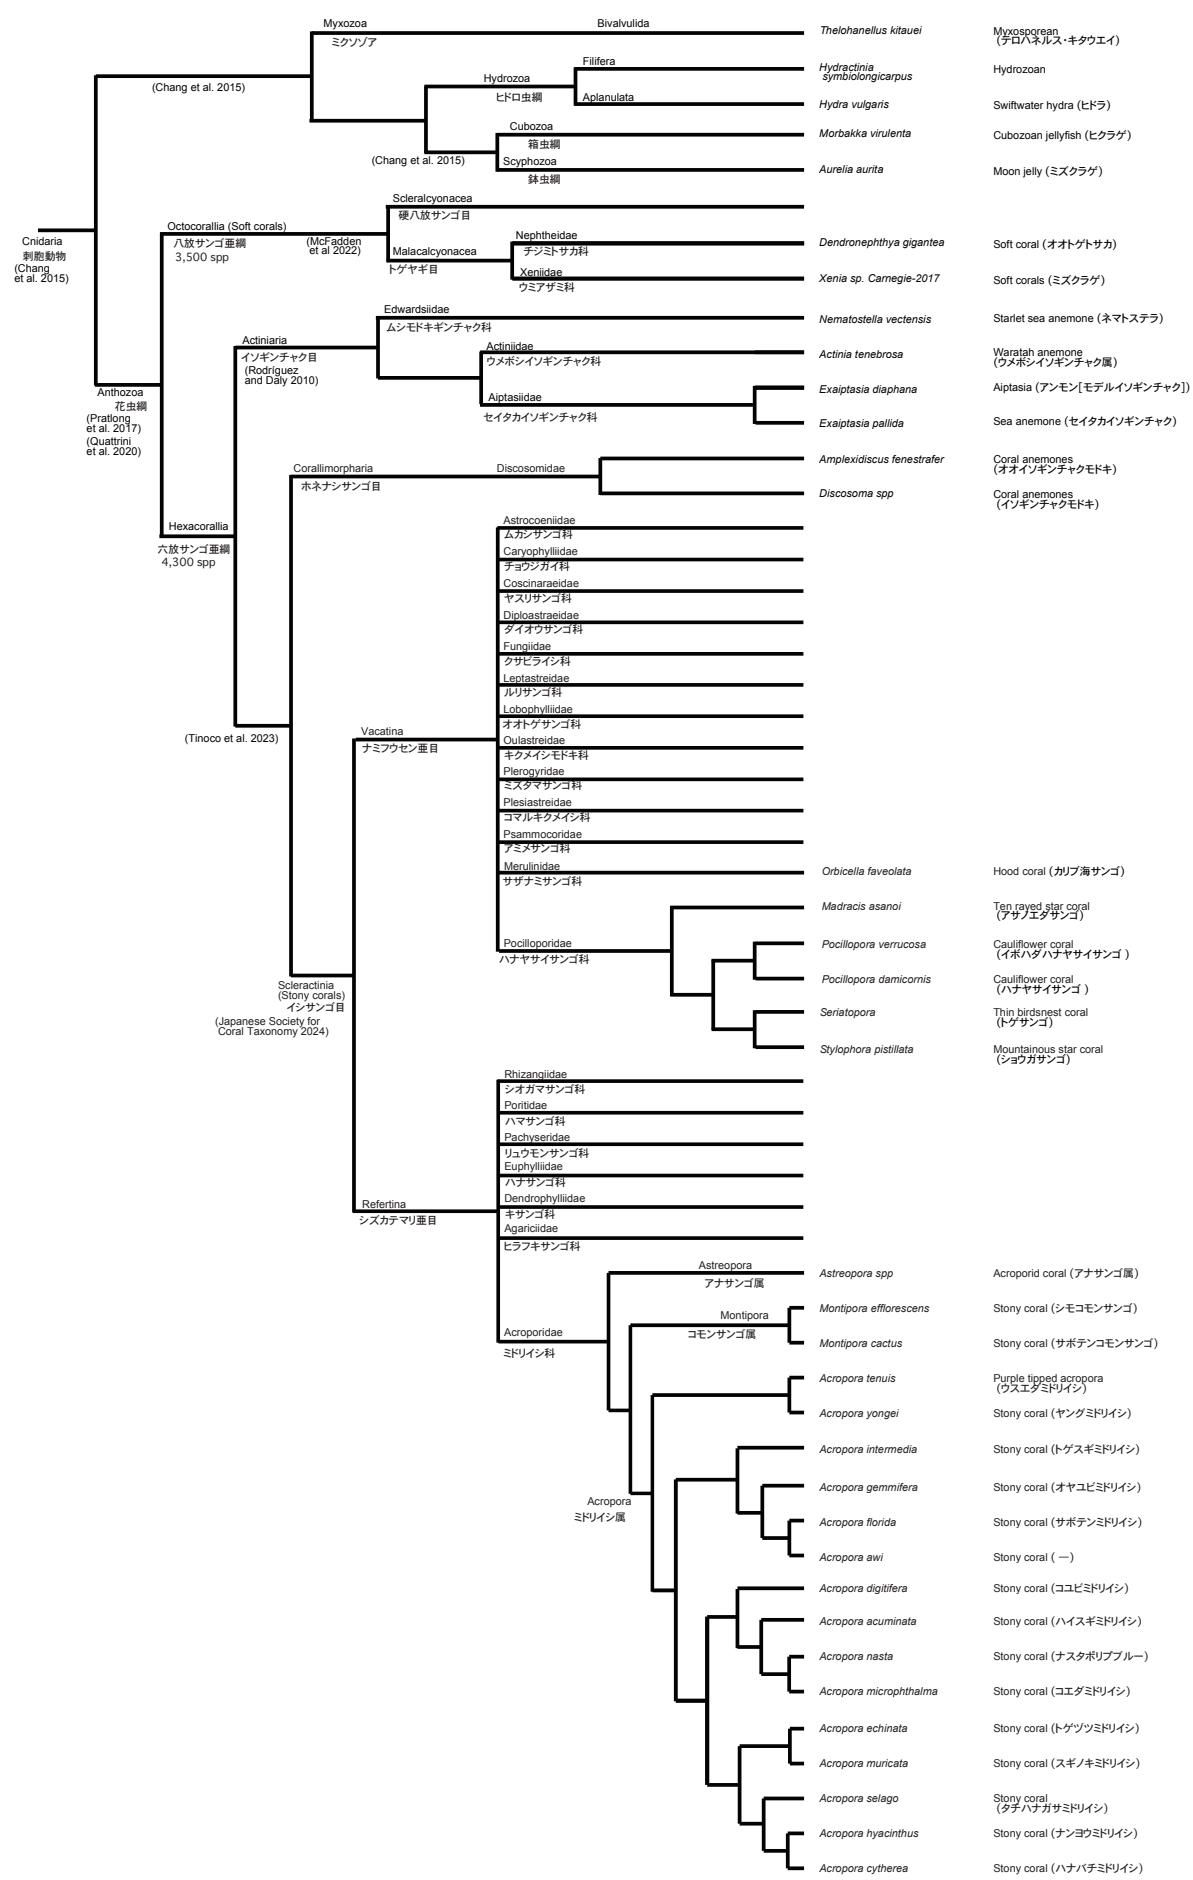 Myxozoa
ミクソゾア
Bivalvulida
Thelohanellus kitauei
Myxosporean
(テロハネルス・キタウエイ)
(Chang et al. 2015)
Filifera
Hydractinia
symbiolongicarpus
Hydrozoan
Hydrozoa
ヒドロ虫綱
Aplanulata
Hydra vulgaris
Swiftwater hydra (ヒドラ)
Cubozoa
箱虫綱
Morbakka virulenta
Cubozoan jellyfish (ヒクラゲ)
(Chang et al. 2015)
Scyphozoa
鉢虫綱
Aurelia aurita
Moon jelly (ミズクラゲ)
Cnidaria
刺胞動物
(Chang
et al. 2015)
Octocorallia (Soft corals)
八放サンゴ亜綱
3,500 spp
(McFadden
et al 2022)
Scleralcyonacea
硬八放サンゴ目
Malacalcyonacea
トゲヤギ目
Nephtheidae
チジミトサカ科
Dendronephthya gigantea
Soft coral (オオトゲトサカ)
Xeniidae
ウミアザミ科
Xenia sp. Carnegie-2017
Soft corals (ミズクラゲ)
Anthozoa
花虫綱
(Pratlong
et al. 2017)
(Quattrini
et al. 2020)
Actiniaria
イソギンチャク目
(Rodríguez
and Daly 2010)
Edwardsiidae
ムシモドキギンチャク科
Nematostella vectensis
Starlet sea anemone (ネマトステラ)
Actiniidae
ウメボシイソギンチャク科
Actinia tenebrosa
Waratah anemone
(ウメボシイソギンチャク属)
Aiptasiidae
セイタカイソギンチャク科
Exaiptasia diaphana
Aiptasia (アンモン[モデルイソギンチャク])
Exaiptasia pallida
Sea anemone (セイタカイソギンチャク)
Hexacorallia
六放サンゴ亜綱
4,300 spp
Corallimorpharia
ホネナシサンゴ目
Discosomidae
Amplexidiscus fenestrafer
Coral anemones
(オオイソギンチャクモドキ)
Discosoma spp
Coral anemones
(イソギンチャクモドキ)
(Tinoco et al. 2023)
Scleractinia
(Stony corals)
イシサンゴ目
(Japanese Society for
Coral Taxonomy 2024)
Vacatina
ナミフウセン亜目
Astrocoeniidae
ムカシサンゴ科
Caryophylliidae
チョウジガイ科
Coscinaraeidae
ヤスリサンゴ科
Diploastraeidae
ダイオウサンゴ科
Fungiidae
クサビライシ科
Leptastreidae
ルリサンゴ科
Lobophylliidae
オオトゲサンゴ科
Oulastreidae
キクメイシモドキ科
Plerogyridae
ミズタマサンゴ科
Plesiastreidae
コマルキクメイシ科
Psammocoridae
アミメサンゴ科
Merulinidae
サザナミサンゴ科
Orbicella faveolata
Hood coral (カリブ海サンゴ)
Pocilloporidae
ハナヤサイサンゴ科
Madracis asanoi
Ten rayed star coral
(アサノエダサンゴ)
Pocillopora verrucosa
Cauliflower coral
(イボハダハナヤサイサンゴ )
Pocillopora damicornis
Cauliflower coral
(ハナヤサイサンゴ )
Seriatopora
Thin birdsnest coral
(トゲサンゴ)
Stylophora pistillata
Mountainous star coral
(ショウガサンゴ)
Refertina
シズカテマリ亜目
Rhizangiidae
シオガマサンゴ科
Poritidae
ハマサンゴ科
Pachyseridae
リュウモンサンゴ科
Euphylliidae
ハナサンゴ科
Dendrophylliidae
キサンゴ科
Agariciidae
ヒラフキサンゴ科
Acroporidae
ミドリイシ科
Astreopora
アナサンゴ属
Astreopora spp
Acroporid coral (アナサンゴ属)
Montipora
コモンサンゴ属
Montipora efflorescens
Stony coral (シモコモンサンゴ)
Montipora cactus
Stony coral (サボテンコモンサンゴ)
Acropora
ミドリイシ属
Acropora tenuis
Purple tipped acropora
(ウスエダミドリイシ)
Acropora yongei
Stony coral (ヤングミドリイシ)
Acropora intermedia
Stony coral (トゲスギミドリイシ)
Acropora gemmifera
Stony coral (オヤユビミドリイシ)
Acropora florida
Stony coral (サボテンミドリイシ)
Acropora awi
Stony coral ( ー)
Acropora digitifera
Stony coral (コユビミドリイシ)
Acropora acuminata
Stony coral (ハイスギミドリイシ)
Acropora nasta
Stony coral (ナスタポリプブルー)
Acropora microphthalma
Stony coral (コエダミドリイシ)
Acropora echinata
Stony coral (トゲヅツミドリイシ)
Acropora muricata
Stony coral (スギノキミドリイシ)
Acropora selago
Stony coral
(タチハナガサミドリイシ)
Acropora hyacinthus
Stony coral (ナンヨウミドリイシ)
Acropora cytherea
Stony coral (ハナバチミドリイシ)